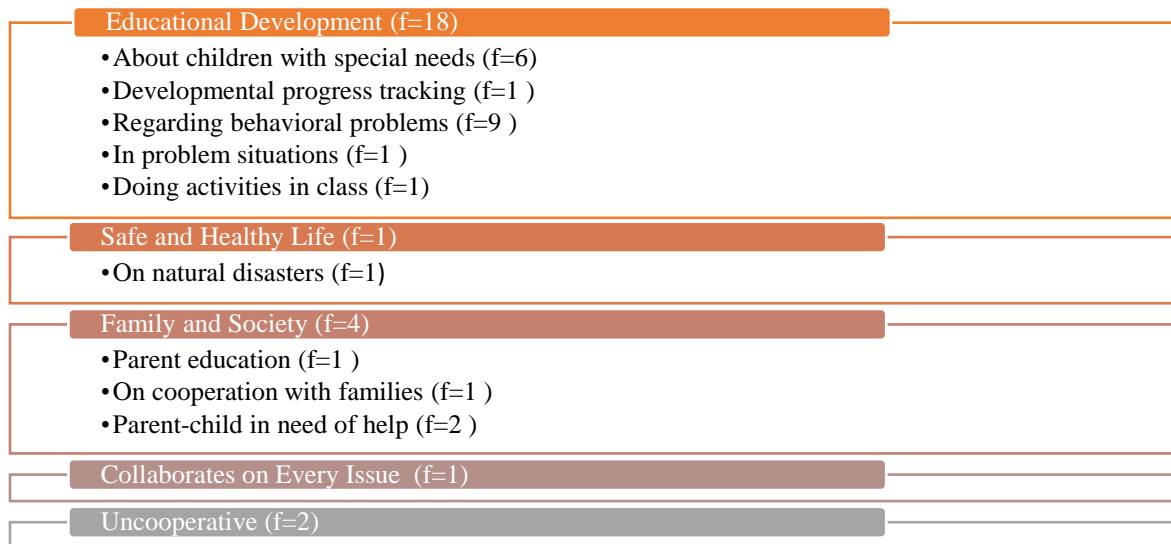 Educational Development (f=18)
•About children with special needs (f=6)
•Developmental progress tracking (f=1 )
•Regarding behavioral problems (f=9 )
•In problem situations (f=1 )
•Doing activities in class (f=1)
Safe and Healthy Life (f=1)
•On natural disasters (f=1)
Family and Society (f=4)
•Parent education (f=1 )
•On cooperation with families (f=1 )
•Parent-child in need of help (f=2 )
Collaborates on Every Issue (f=1)
Uncooperative (f=2)